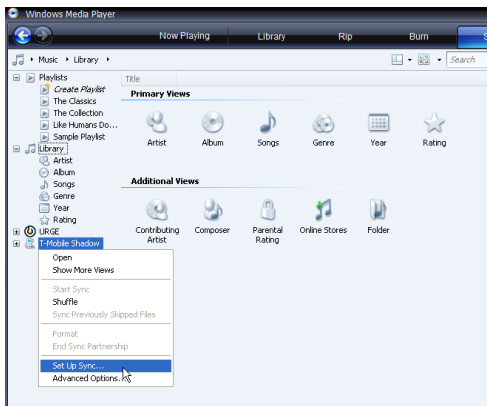 Windows Media Player
Now Playing Library Rip Burn S
Music Library Search
Playlists
Create Playlist
The Classics
The Collection
Like Humans Do...
Sample Playlist
Library
Artist
Album
Songs
Genre
Year
Rating
URGE
T-Mobile Shadow
Title
Primary Views
Artist Album Songs Genre Year Rating
Additional Views
Contributing Artist Composer Parental Rating Online Stores Folder
Open
Show More Views
Start Sync
Shuffle
Sync Previously Skipped Files
Format
End Sync Partnership
Set Up Sync...
Advanced Options.